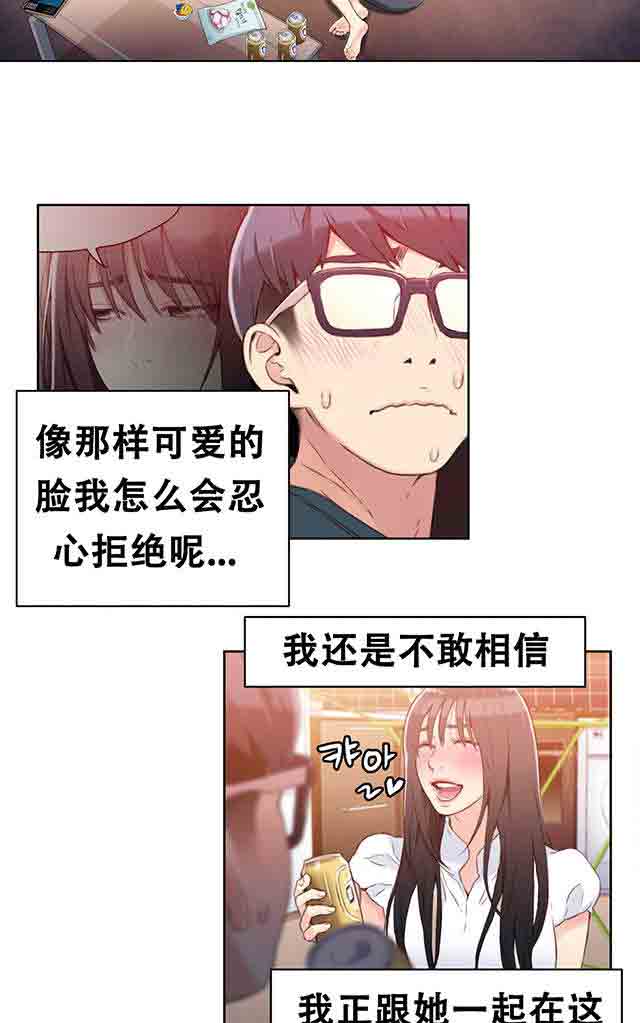 像那样可爱的
脸我怎么会忍
心拒绝呢...
我还是不敢相信
캬아
我正跟她一起在这